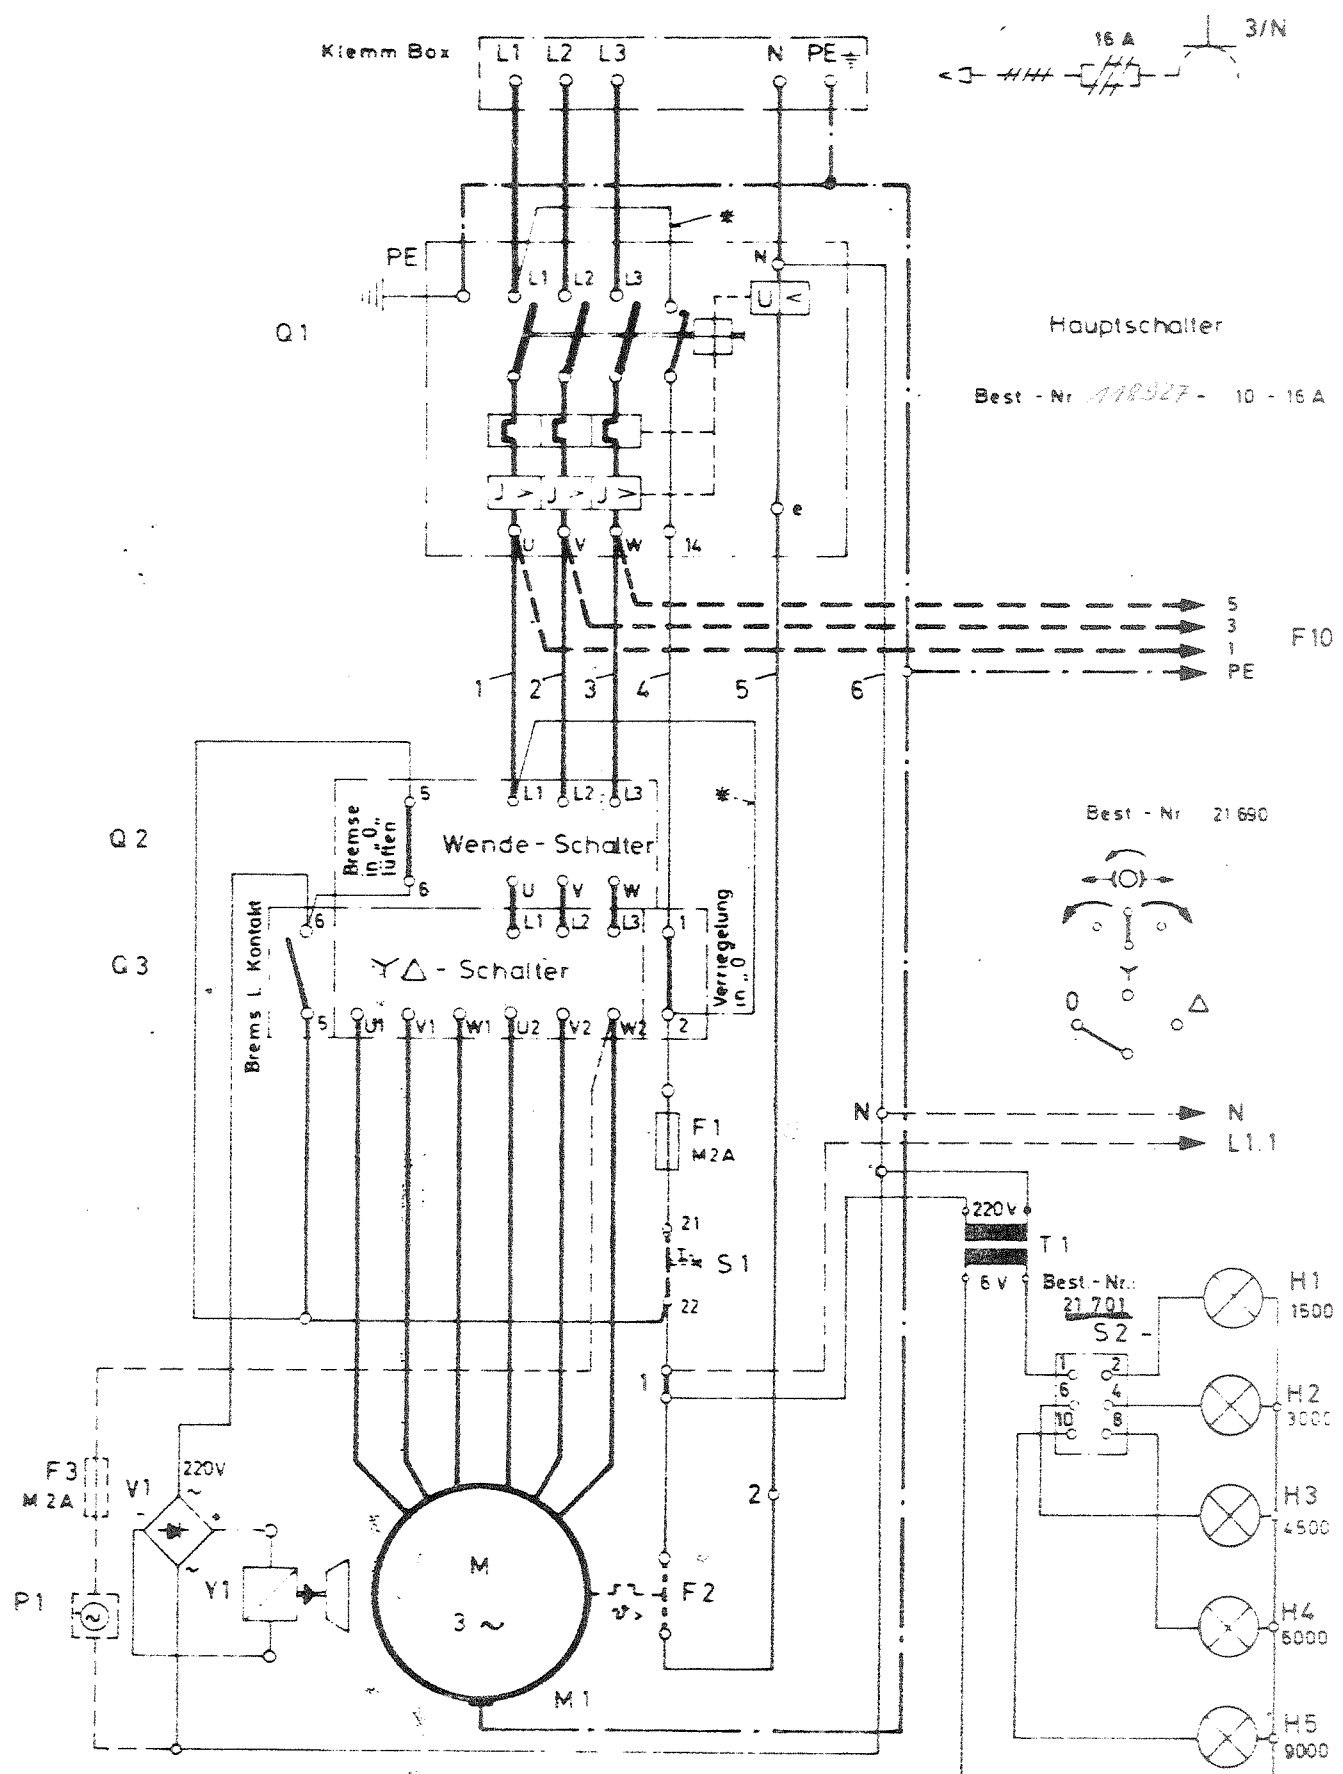 Klemm Box
L1 L2 L3 N PE
16 A
3/N
*
PE
N
L1 L2 L3
U <
Q1
Hauptschalter
Best - Nr 118927 - 10 - 16 A
J > J > J >
e
U V W 14
5
3
1
PE
F10
1 2 3 4 5 6
5
L1 L2 L3
*
Q2
Bremse
in „0„
lüften
Wende - Schalter
Best - Nr 21690
6
U V W
6
L1 L2 L3 1
Brems L. Kontakt
G3
Y△ - Schalter
Verriegelung
in „0
5 U1 V1 W1 U2 V2 W2 2
Y
0 △
F1
M2A
N
N
L1.1
21
S1
22
220V
T1
6V
Best.-Nr.:
21 701
S2
1 2
6 4
10 8
H1
1500
H2
3000
H3
4500
H4
6000
H5
9000
1
2
F3
M2A
V1
220V
~
- +
~
P1
~
Y1
M
3 ~
F2
ϑ>
M1